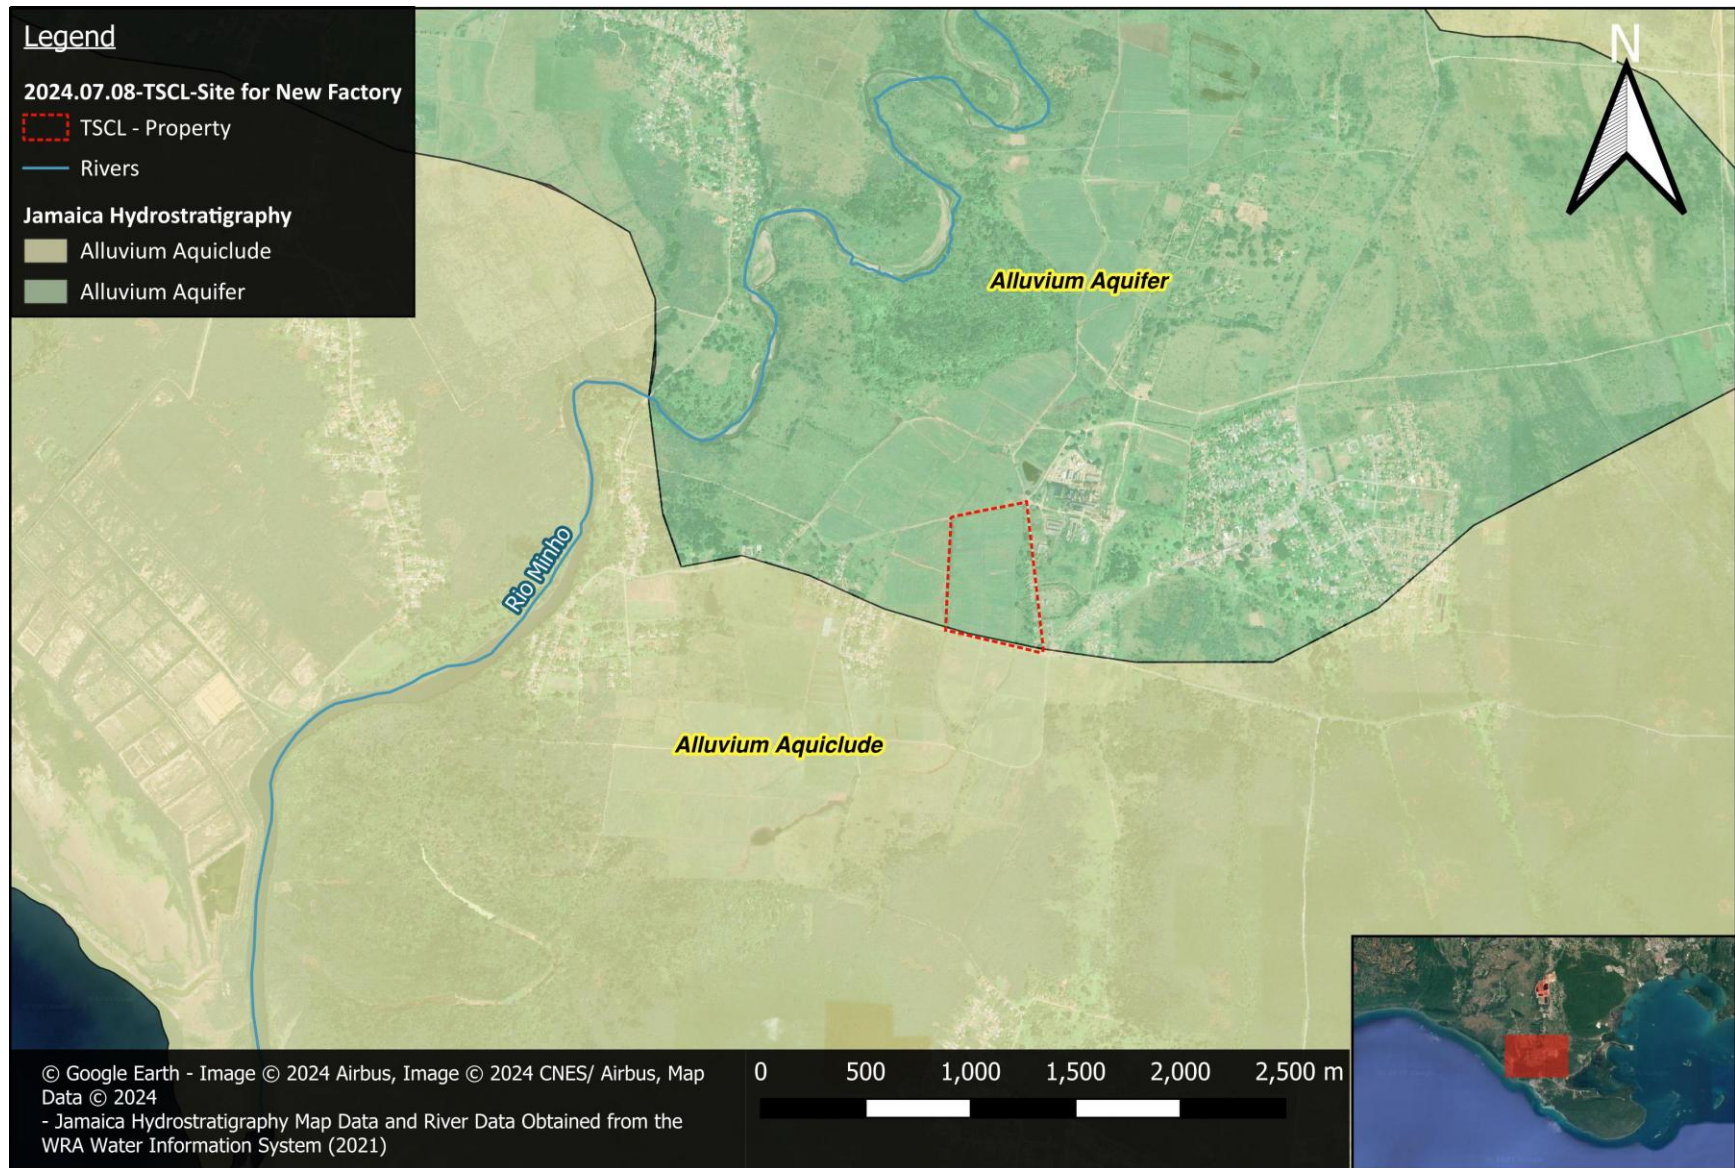 Legend
2024.07.08-TSCL-Site for New Factory
TSCL - Property
Rivers
Jamaica Hydrostratigraphy
Alluvium Aquiclude
Alluvium Aquifer
N
Alluvium Aquifer
Rio Minho
Alluvium Aquiclude
© Google Earth - Image © 2024 Airbus, Image © 2024 CNES/ Airbus, Map
Data © 2024
- Jamaica Hydrostratigraphy Map Data and River Data Obtained from the
WRA Water Information System (2021)
0 500 1,000 1,500 2,000 2,500 m